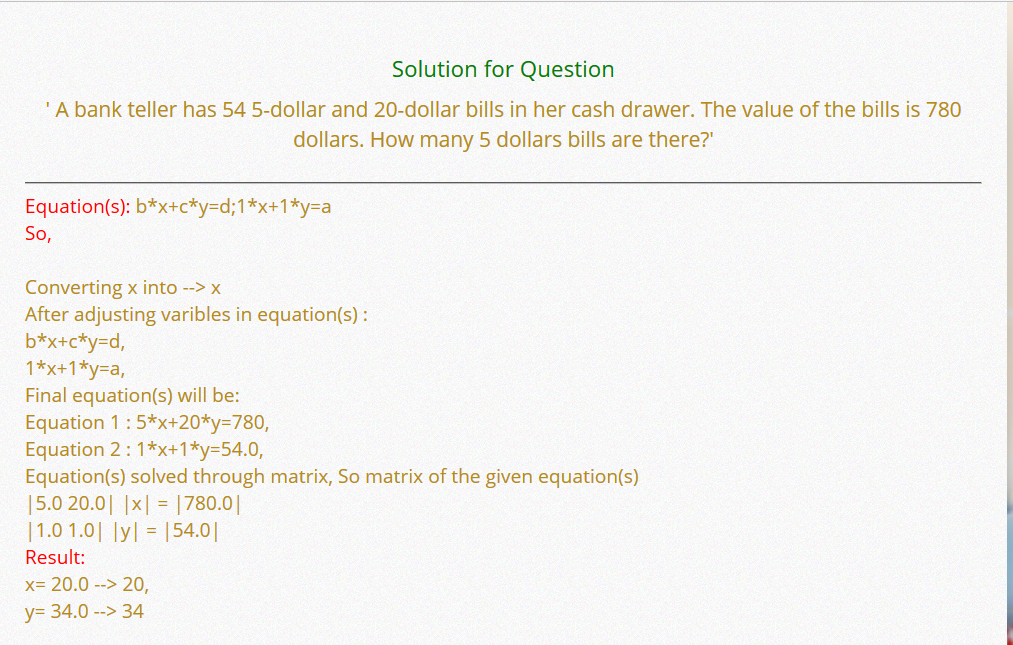 Solution for Question
' A bank teller has 54 5-dollar and 20-dollar bills in her cash drawer. The value of the bills is 780
dollars. How many 5 dollars bills are there?'
Equation(s): b*x+c*y=d;1*x+1*y=a
So,
Converting x into --> x
After adjusting varibles in equation(s) :
b*x+c*y=d,
1*x+1*y=a,
Final equation(s) will be:
Equation 1 : 5*x+20*y=780,
Equation 2 : 1*x+1*y=54.0,
Equation(s) solved through matrix, So matrix of the given equation(s)
|5.0 20.0| |x| = |780.0|
|1.0 1.0| |y| = |54.0|
Result:
x= 20.0 --> 20,
y= 34.0 --> 34